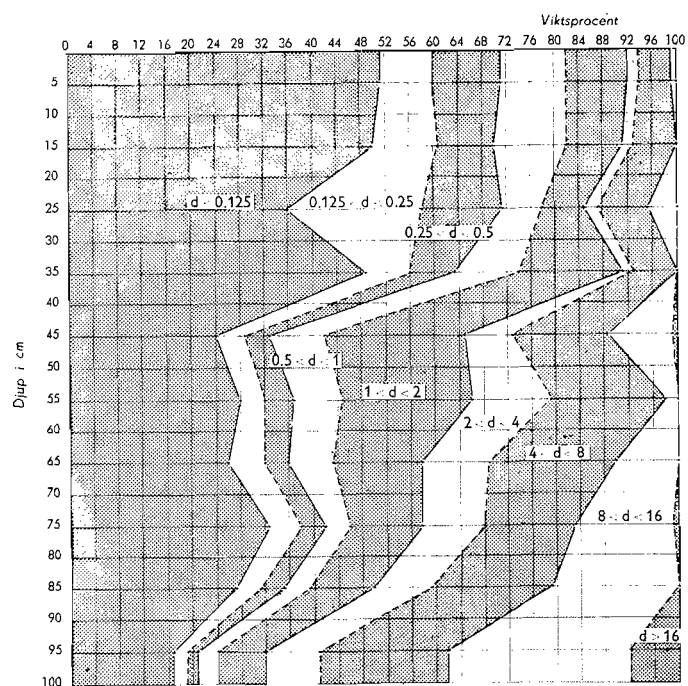 Viktsprocent
0 4 8 12 16 20 24 28 32 36 40 44 48 52 56 60 64 68 72 76 80 84 88 92 96 100
5
10
15
20
25
30
35
40
45
50
55
60
65
70
75
80
85
90
95
100
Djup i cm
d < 0,125
0.125 < d < 0.25
0.25 < d < 0.5
0.5 < d < 1
1 < d < 2
2 < d < 4
4 < d < 8
8 < d < 16
d > 16